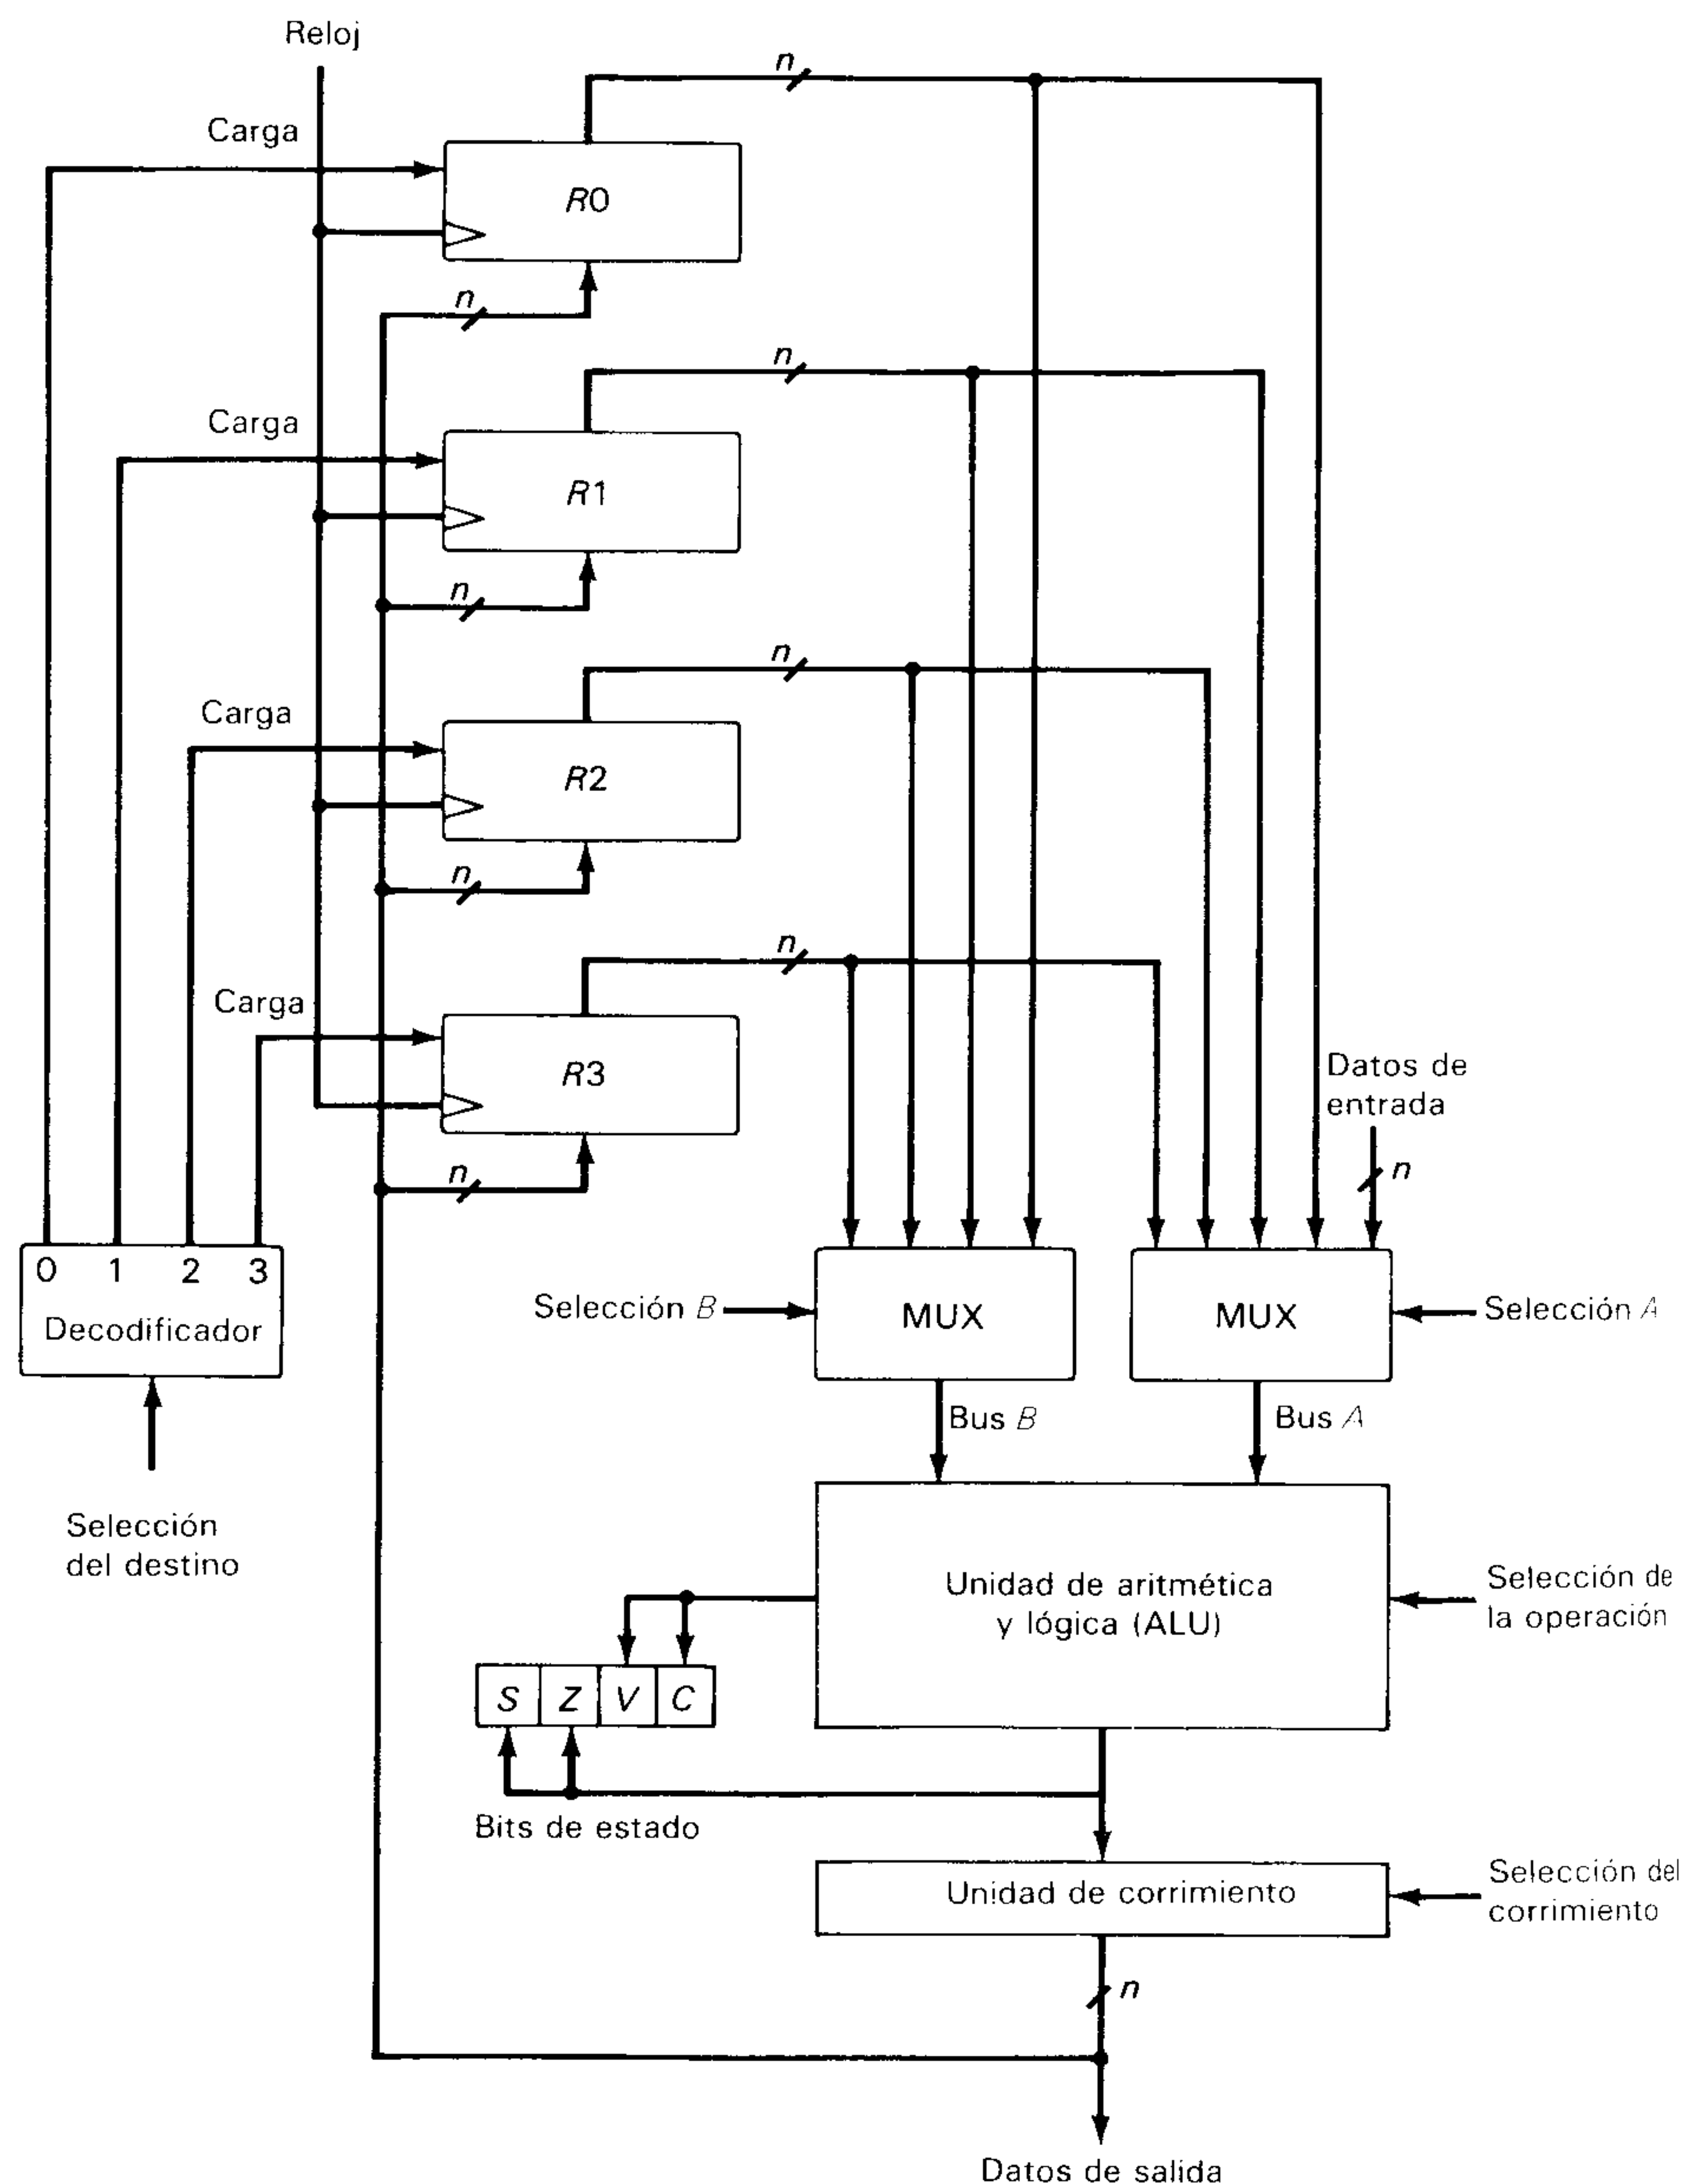 Reloj
n
Carga
R0
n
n
Carga
R1
n
n
Carga
R2
n
n
Carga
R3
Datos de
entrada
n
n
0 1 2 3
Decodificador
Selección B
MUX
MUX
Selección A
Bus B
Bus A
Selección
del destino
Unidad de aritmética
y lógica (ALU)
Selección de
la operación
S Z V C
Bits de estado
Unidad de corrimiento
Selección del
corrimiento
n
Datos de salida